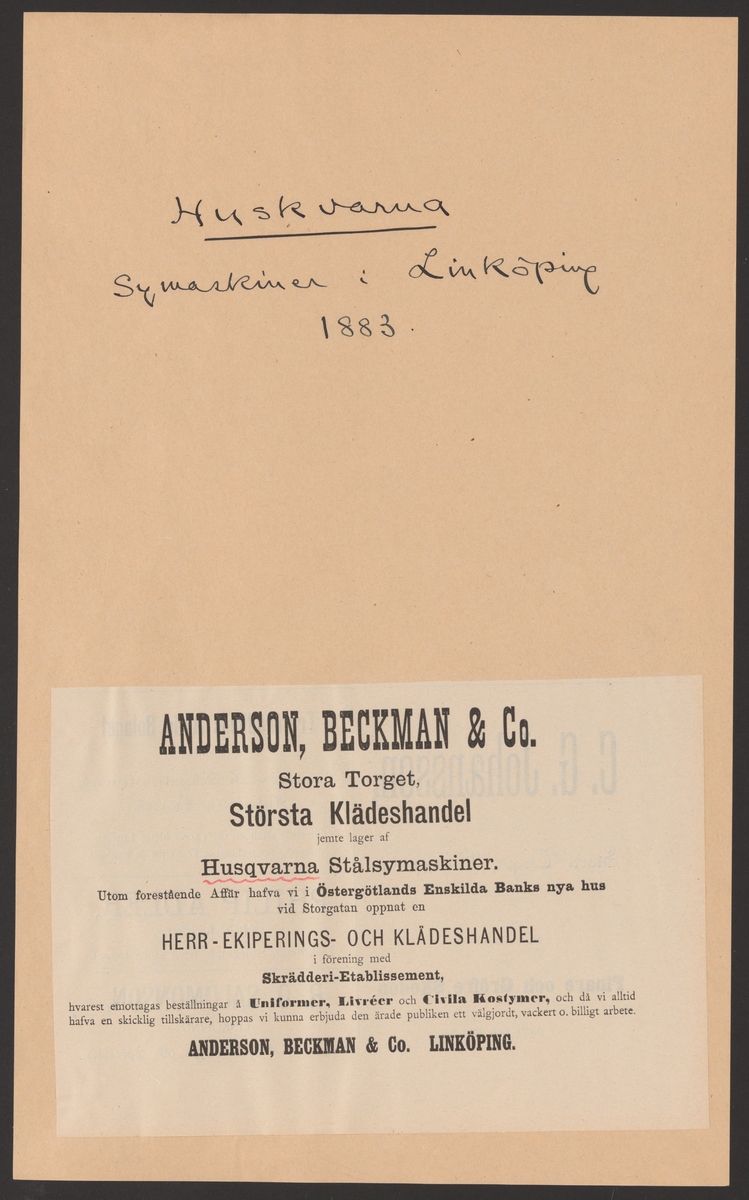 Huskvarna
Symaskiner i Linköping
1883.
ANDERSON, BECKMAN & Co.
Stora Torget,
Största Klädeshandel
jemte lager af
Husqvarna Stålsymaskiner.
Utom forestående Affär hafva vi i Östergötlands Enskilda Banks nya hus
vid Storgatan oppnat en
HERR-EKIPERINGS- OCH KLÄDESHANDEL
i förening med
Skrädderi-Etablissement,
hvarest emottagas beställningar å Uniformer, Livréer och Civila Kostymer, och då vi alltid
hafva en skicklig tillskärare, hoppas vi kunna erbjuda den ärade publiken ett välgjordt, vackert o. billigt arbete.
ANDERSON, BECKMAN & Co. LINKÖPING.
C. G. Johansson